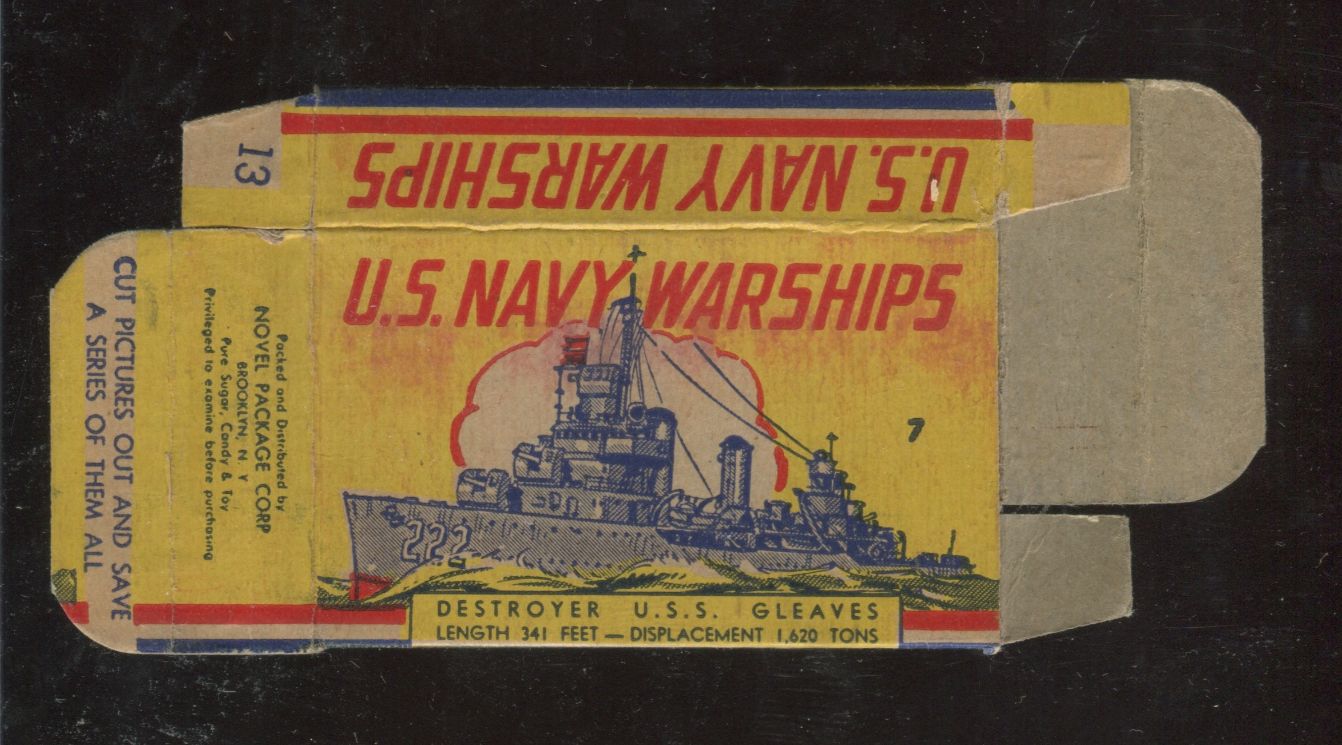 13
U.S. NAVY WARSHIPS
U.S. NAVY WARSHIPS
7
222
DESTROYER U.S.S. GLEAVES
LENGTH 341 FEET — DISPLACEMENT 1,620 TONS
Packed and Distributed by
NOVEL PACKAGE CORP
BROOKLYN, N. Y
Pure Sugar, Candy & Toy
Privileged to examine before purchasing
CUT PICTURES OUT AND SAVE
A SERIES OF THEM ALL